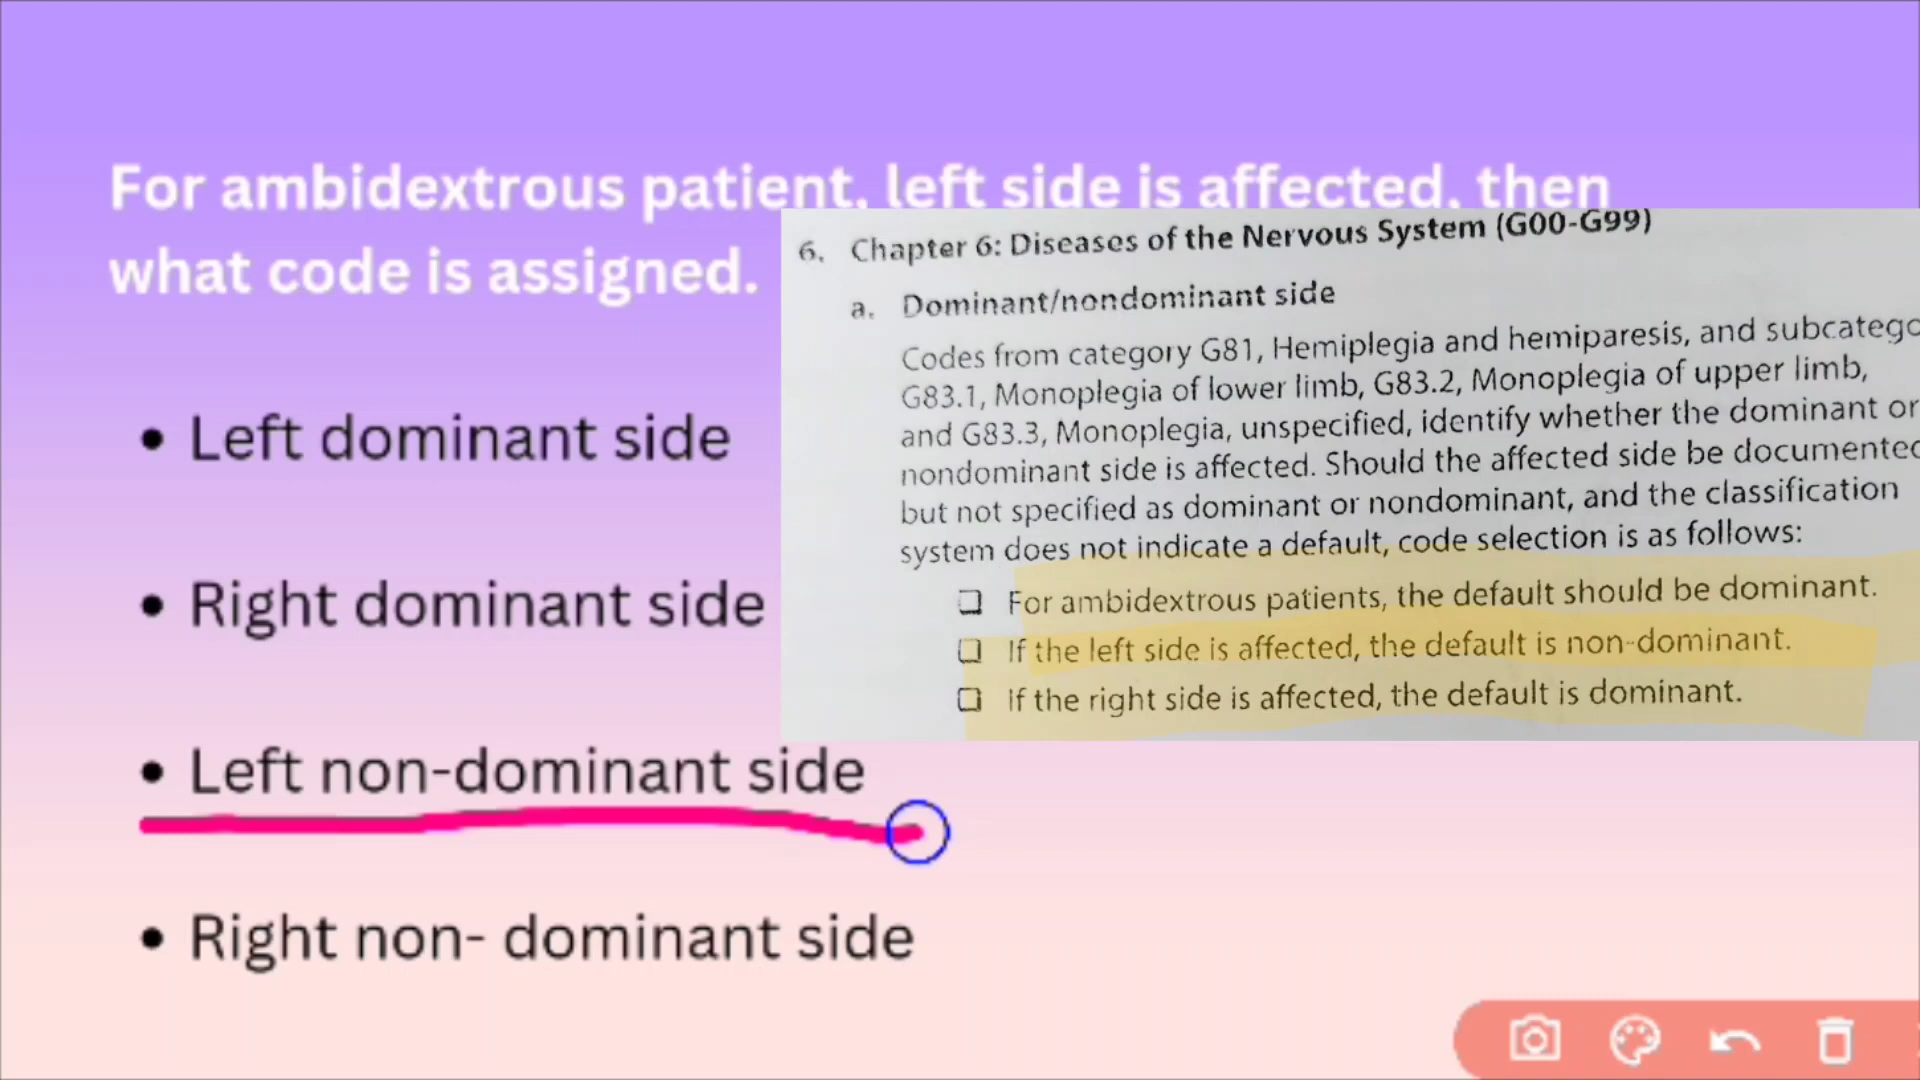 For ambidextrous patient, left side is affected, then
what code is assigned.
6. Chapter 6: Diseases of the Nervous System (G00-G99)
a. Dominant/nondominant side
Codes from category G81, Hemiplegia and hemiparesis, and subcatego
G83.1, Monoplegia of lower limb, G83.2, Monoplegia of upper limb,
and G83.3, Monoplegia, unspecified, identify whether the dominant or
nondominant side is affected. Should the affected side be documented
but not specified as dominant or nondominant, and the classification
system does not indicate a default, code selection is as follows:
❑ For ambidextrous patients, the default should be dominant.
❑ If the left side is affected, the default is non-dominant.
❑ If the right side is affected, the default is dominant.
• Left dominant side
• Right dominant side
• Left non-dominant side
• Right non- dominant side